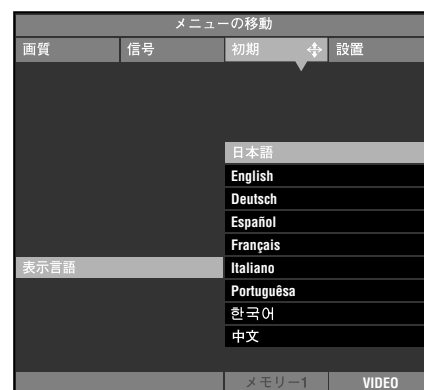 メニューの移動
画質 信号 初期 設置
日本語
English
Deutsch
Español
Français
表示言語 Italiano
Portuguêsa
한국어
中文
メモリー1 VIDEO